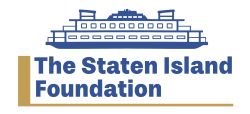 The Staten Island
Foundation